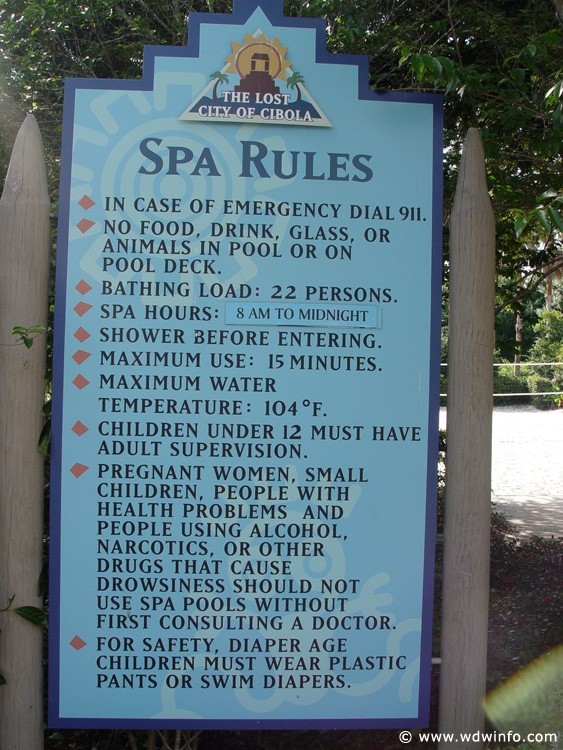 THE LOST
CITY OF CIBOLA
SPA RULES
IN CASE OF EMERGENCY DIAL 911.
NO FOOD, DRINK, GLASS, OR
ANIMALS IN POOL OR ON
POOL DECK.
BATHING LOAD: 22 PERSONS.
SPA HOURS: 8 AM TO MIDNIGHT
SHOWER BEFORE ENTERING.
MAXIMUM USE: 15 MINUTES.
MAXIMUM WATER
TEMPERATURE: 104°F.
CHILDREN UNDER 12 MUST HAVE
ADULT SUPERVISION.
PREGNANT WOMEN, SMALL
CHILDREN, PEOPLE WITH
HEALTH PROBLEMS AND
PEOPLE USING ALCOHOL,
NARCOTICS, OR OTHER
DRUGS THAT CAUSE
DROWSINESS SHOULD NOT
USE SPA POOLS WITHOUT
FIRST CONSULTING A DOCTOR.
FOR SAFETY, DIAPER AGE
CHILDREN MUST WEAR PLASTIC
PANTS OR SWIM DIAPERS.
© www.wdwinfo.com